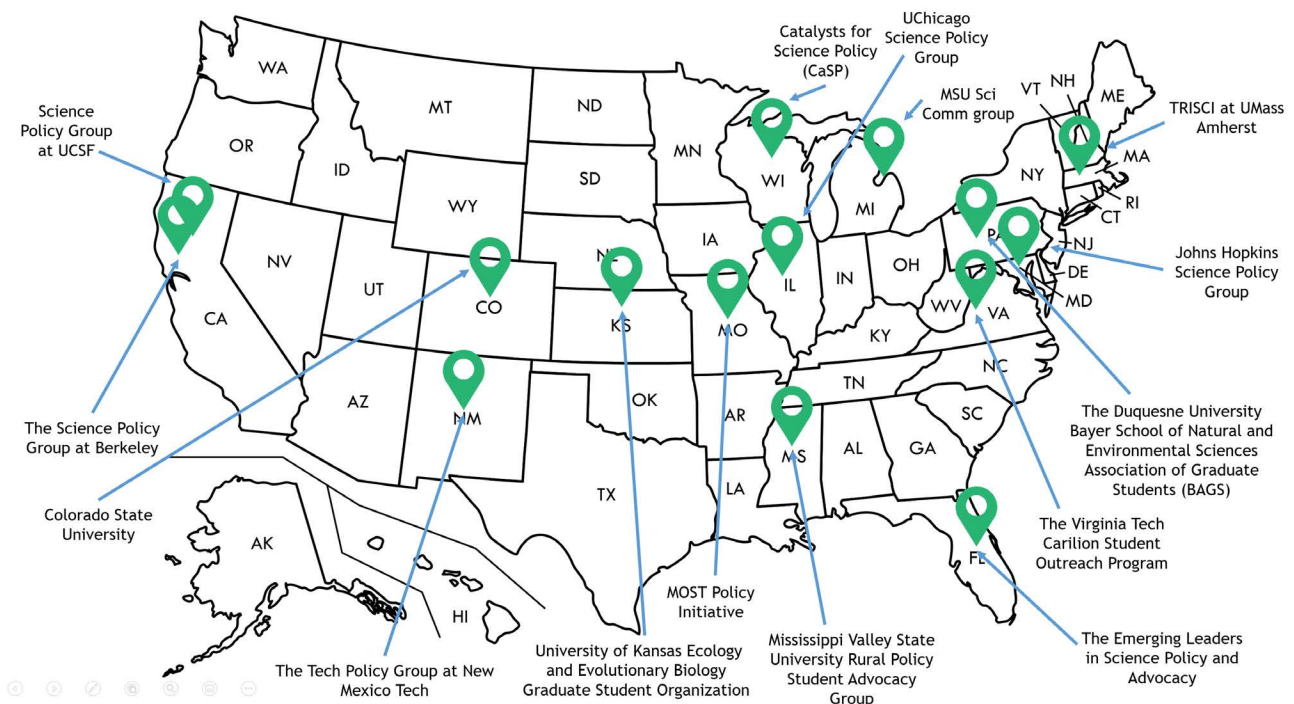 UChicago
Science Policy
Group
Catalysts for
Science Policy
(CaSP)
MSU Sci
Comm group
Science
Policy Group
at UCSF
TRISCI at UMass
Amherst
Johns Hopkins
Science Policy
Group
The Science Policy
Group at Berkeley
Colorado State
University
The Tech Policy Group at New
Mexico Tech
University of Kansas Ecology
and Evolutionary Biology
Graduate Student Organization
MOST Policy
Initiative
Mississippi Valley State
University Rural Policy
Student Advocacy
Group
The Emerging Leaders
in Science Policy and
Advocacy
The Virginia Tech
Carilion Student
Outreach Program
The Duquesne University
Bayer School of Natural and
Environmental Sciences
Association of Graduate
Students (BAGS)
WA
MT
ND
MN
OR
ID
SD
WI
MI
WY
NV
UT
CO
NE
IA
IL
IN
OH
PA
NY
VT
NH
ME
MA
RI
CT
NJ
DE
MD
WV
VA
KY
CA
KS
MO
AZ
NM
OK
AR
TN
NC
SC
TX
LA
MS
AL
GA
FL
AK
HI